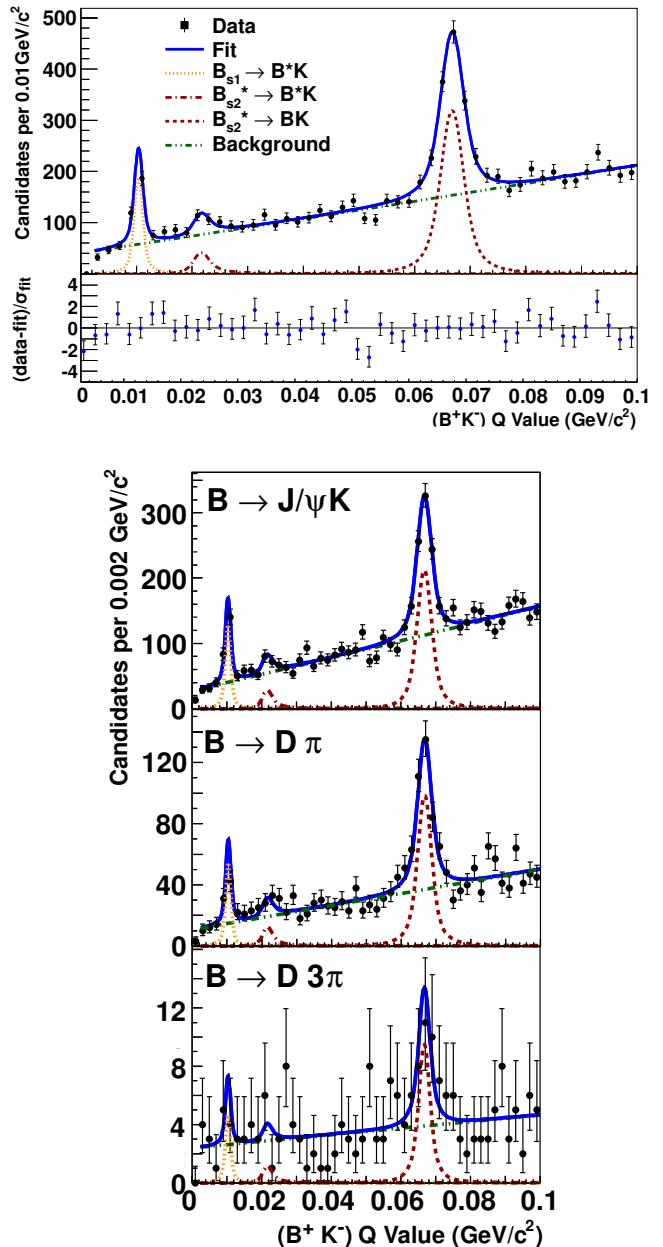 500
400
300
200
100
Candidates per 0.01GeV/c²
Data
Fit
B_s1 → B*K
B_s2* → B*K
B_s2* → BK
Background
4
2
0
-2
-4
(data-fit)/σ_fit
0 0.01 0.02 0.03 0.04 0.05 0.06 0.07 0.08 0.09 0.1
(B⁺K⁻) Q Value (GeV/c²)
Candidates per 0.002 GeV/c²
B → J/ψK
300
200
100
0
B → D π
120
80
40
0
B → D 3π
12
8
4
0
0 0.02 0.04 0.06 0.08 0.1
(B⁺ K⁻) Q Value (GeV/c²)